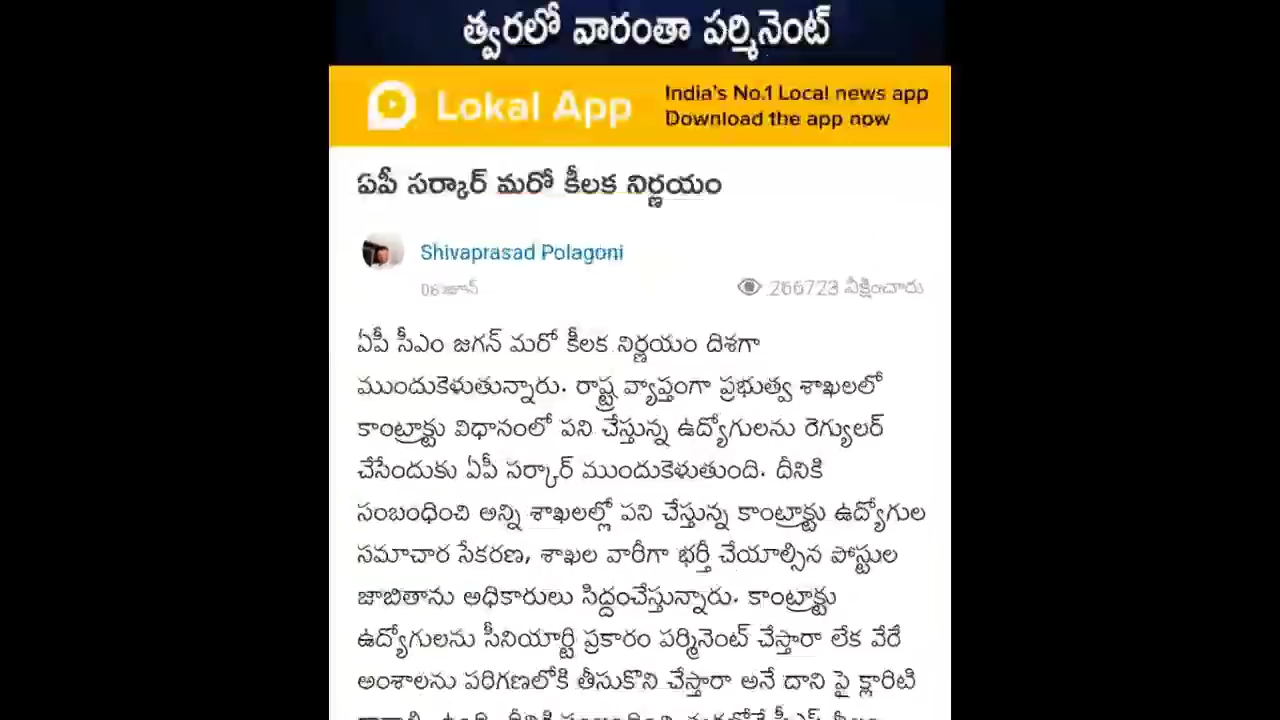 త్వరలో వారంతా పర్మినెంట్
Lokal App
India's No.1 Local news app
Download the app now
ఏపీ సర్కార్ మరో కీలక నిర్ణయం
Shivaprasad Polagoni
08 జూన్
266723 వీక్షించారు
ఏపీ సీఎం జగన్ మరో కీలక నిర్ణయం దిశగా
ముందుకెళుతున్నారు. రాష్ట్ర వ్యాప్తంగా ప్రభుత్వ శాఖలలో
కాంట్రాక్టు విధానంలో పని చేస్తున్న ఉద్యోగులను రెగ్యులర్
చేసేందుకు ఏపీ సర్కార్ ముందుకెళుతుంది. దీనికి
సంబంధించి అన్ని శాఖలల్లో పని చేస్తున్న కాంట్రాక్టు ఉద్యోగుల
సమాచార సేకరణ, శాఖల వారీగా భర్తీ చేయాల్సిన పోస్టుల
జాబితాను అధికారులు సిద్దంచేస్తున్నారు. కాంట్రాక్టు
ఉద్యోగులను సీనియార్టి ప్రకారం పర్మినెంట్ చేస్తారా లేక వేరే
అంశాలను పరిగణలోకి తీసుకొని చేస్తారా అనే దాని పై క్లారిటి